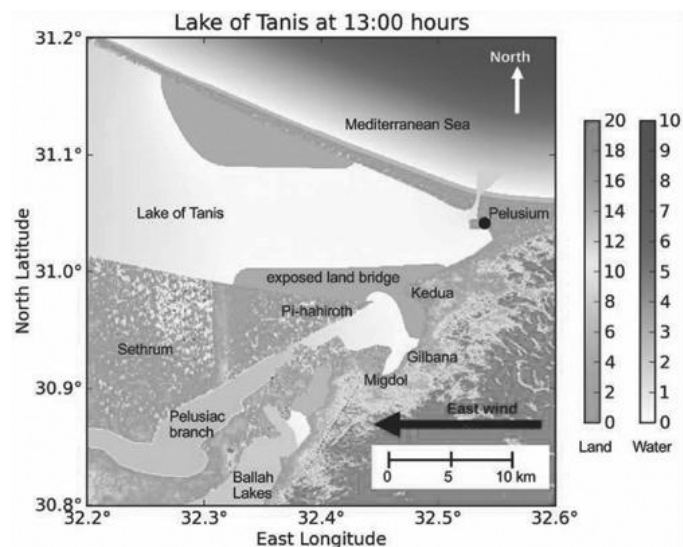 Lake of Tanis at 13:00 hours
31.2°
North
Mediterranean Sea
31.1°
Lake of Tanis
Pelusium
31.0°
exposed land bridge
Kedua
Pi-hahiroth
Sethrum
Gilbana
30.9°
Migdol
Pelusiac
branch
East wind
Ballah
Lakes
0 5 10 km
30.8°
32.2° 32.3° 32.4° 32.5° 32.6°
East Longitude
North Latitude
20 10
18 9
16 8
14 7
12 6
10 5
8 4
6 3
4 2
2 1
0 0
Land Water